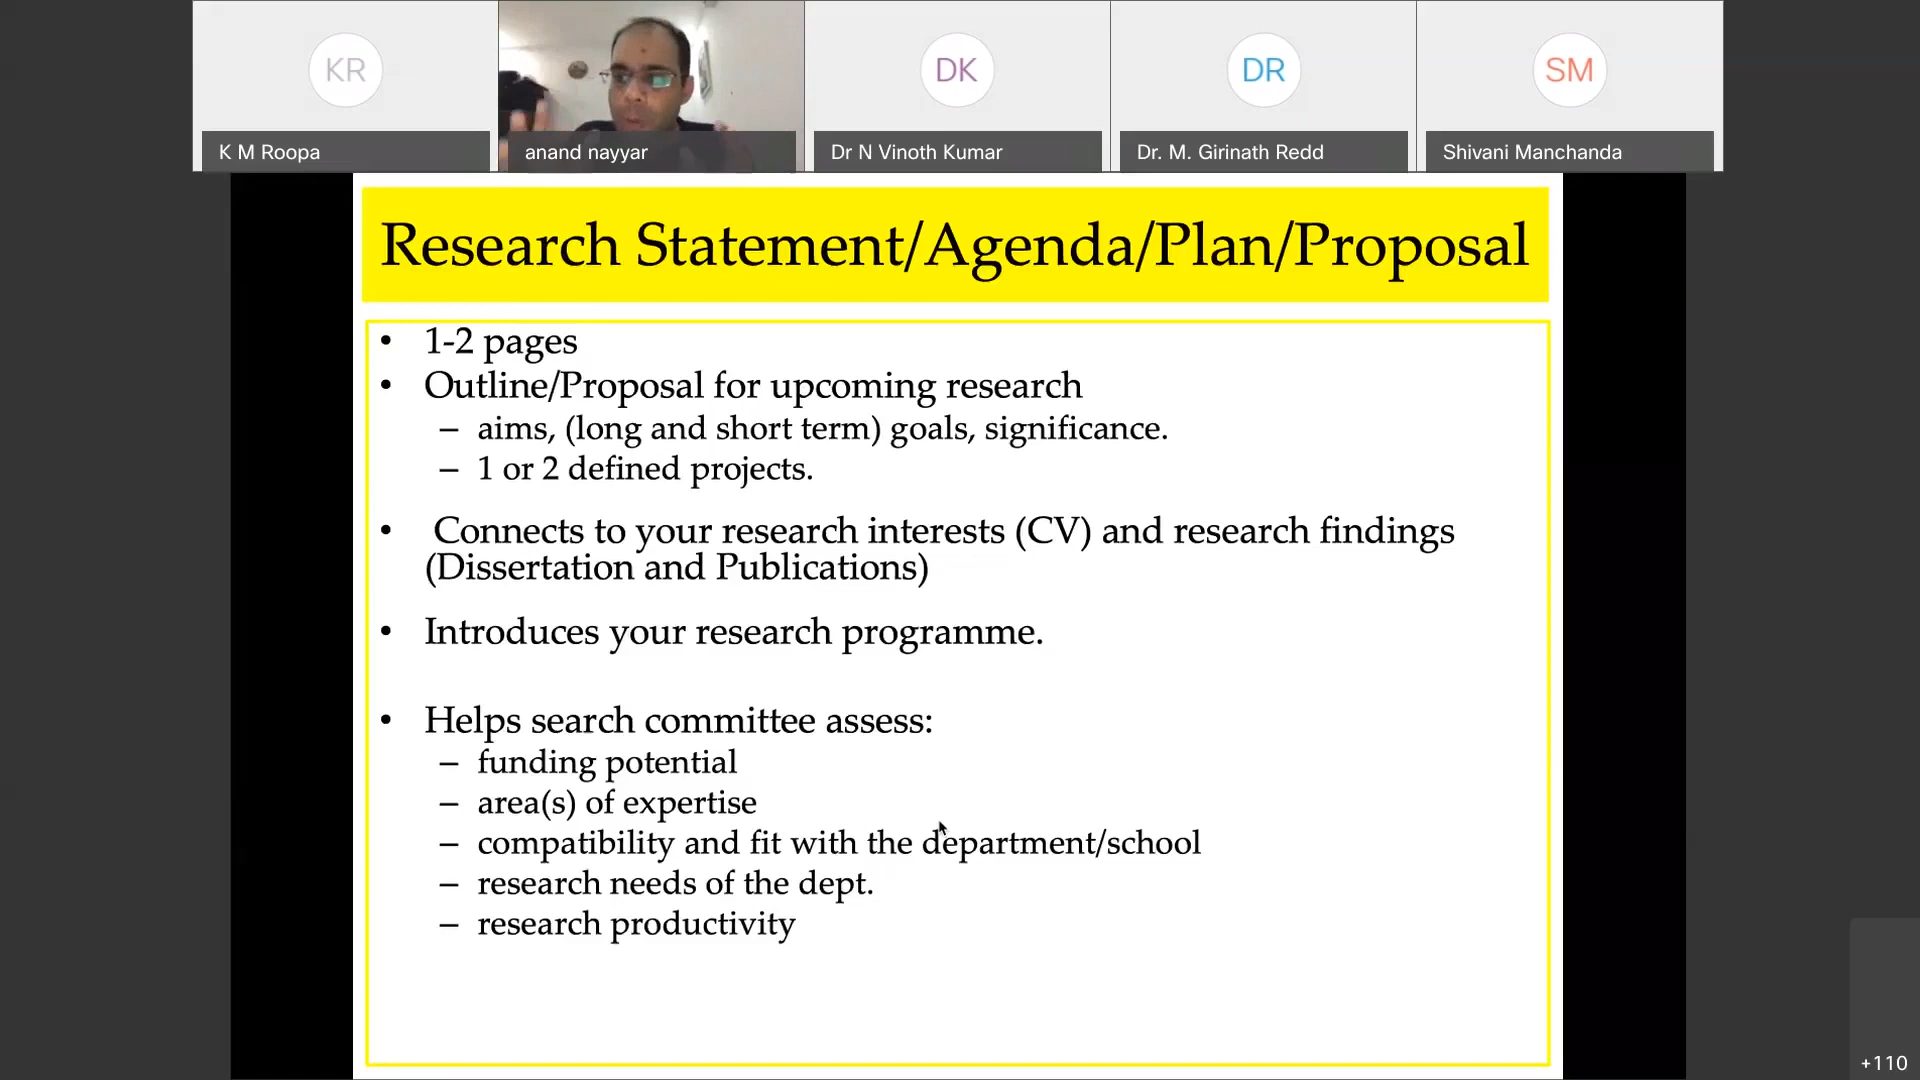 KR
DK
DR
SM
K M Roopa
anand nayyar
Dr N Vinoth Kumar
Dr. M. Girinath Redd
Shivani Manchanda
Research Statement/Agenda/Plan/Proposal
• 1-2 pages
• Outline/Proposal for upcoming research
– aims, (long and short term) goals, significance.
– 1 or 2 defined projects.
• Connects to your research interests (CV) and research findings
(Dissertation and Publications)
• Introduces your research programme.
• Helps search committee assess:
– funding potential
– area(s) of expertise
– compatibility and fit with the department/school
– research needs of the dept.
– research productivity
+110